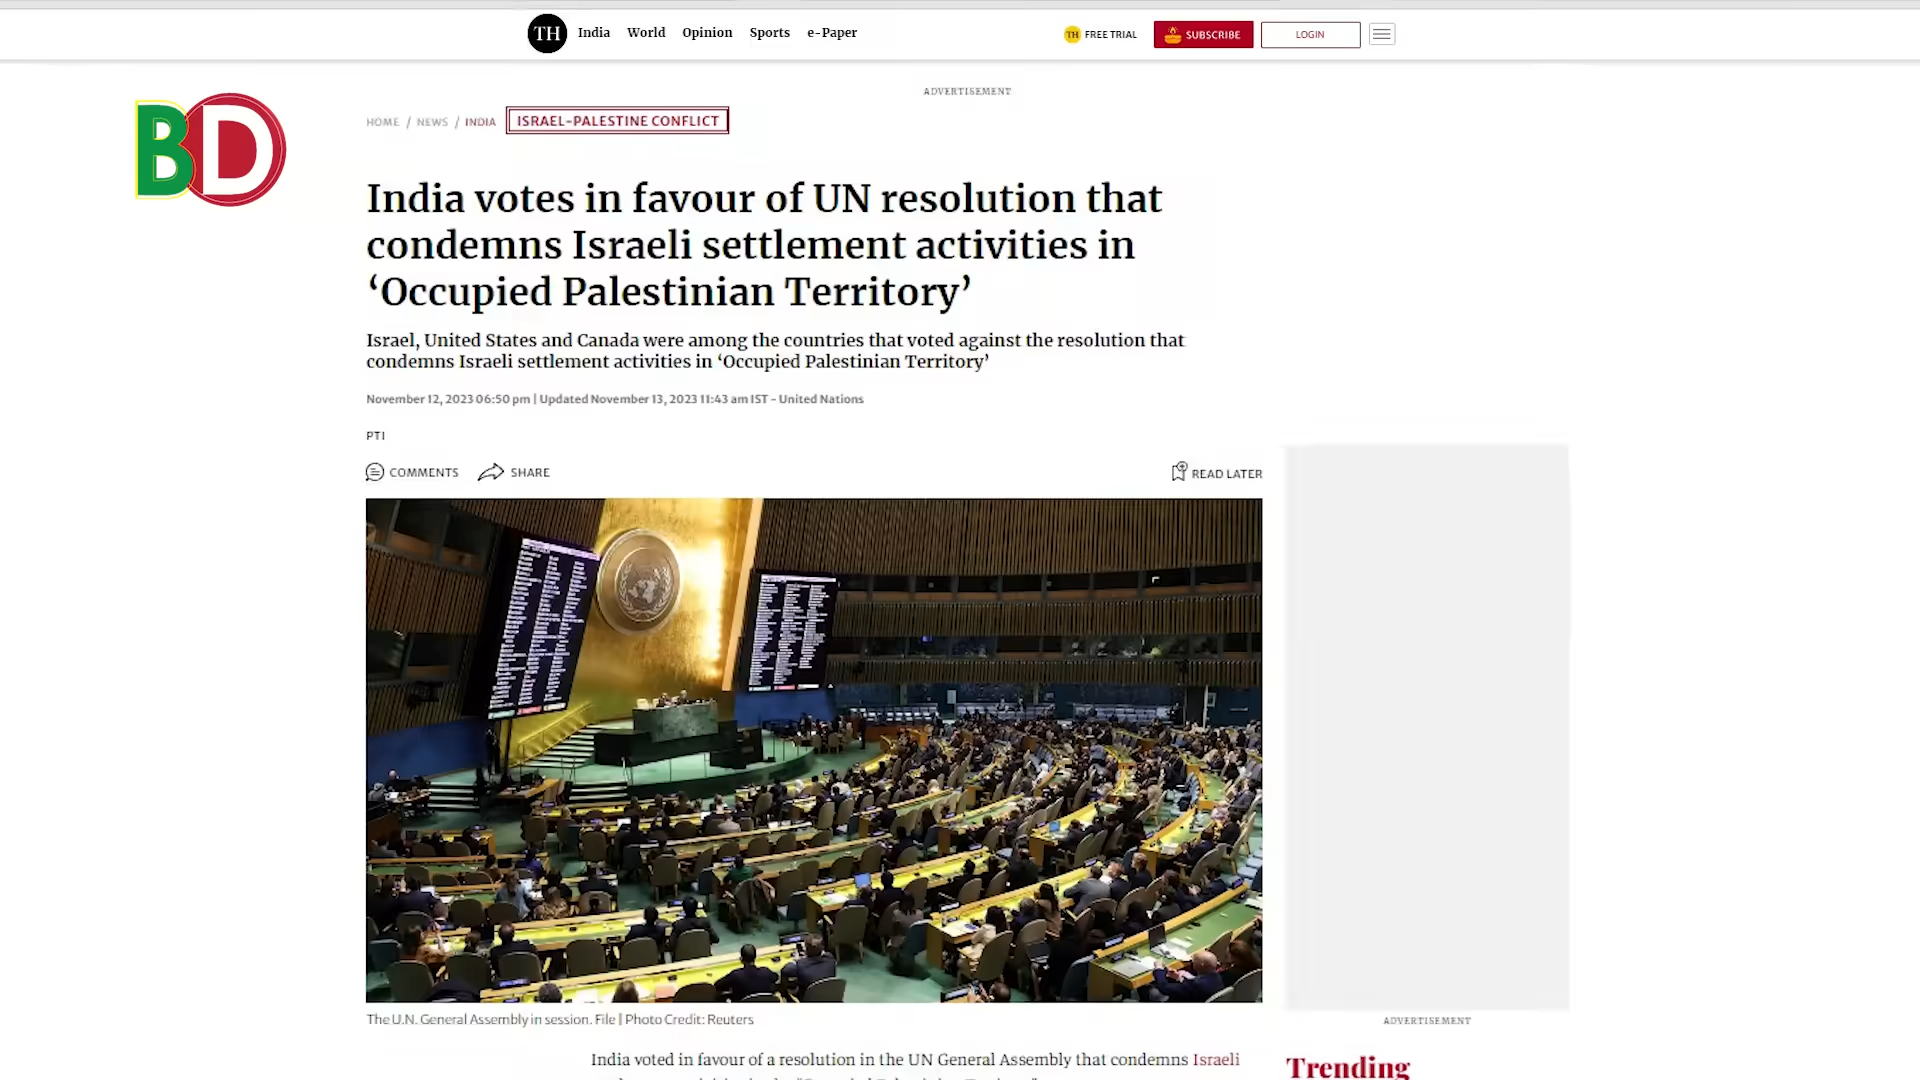 TH India World Opinion Sports e-Paper TH FREE TRIAL SUBSCRIBE LOGIN
BD
ADVERTISEMENT
HOME / NEWS / INDIA ISRAEL-PALESTINE CONFLICT
India votes in favour of UN resolution that
condemns Israeli settlement activities in
‘Occupied Palestinian Territory’
Israel, United States and Canada were among the countries that voted against the resolution that
condemns Israeli settlement activities in ‘Occupied Palestinian Territory’
November 12, 2023 06:50 pm | Updated November 13, 2023 11:43 am IST - United Nations
PTI
COMMENTS SHARE READ LATER
The U.N. General Assembly in session. File | Photo Credit: Reuters
ADVERTISEMENT
India voted in favour of a resolution in the UN General Assembly that condemns Israeli
Trending